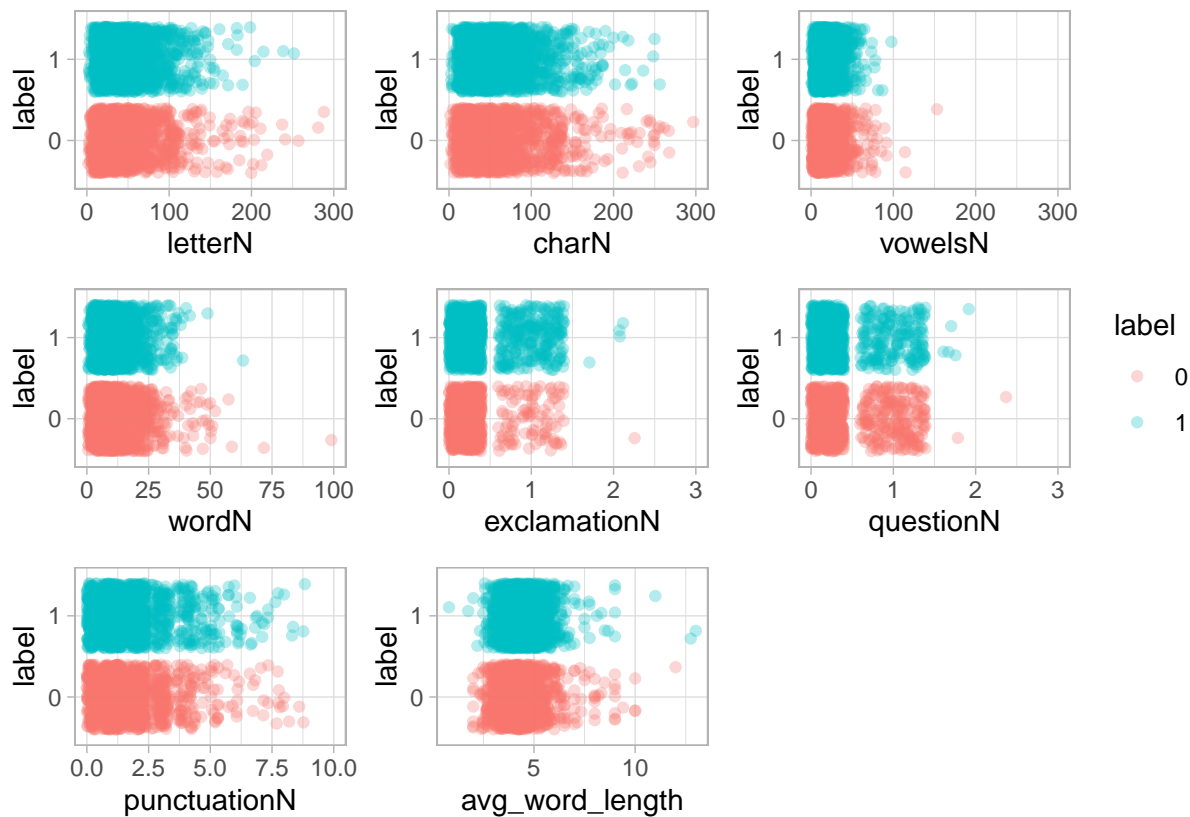 label
1
0
0 100 200 300
letterN
label
1
0
0 100 200 300
charN
label
1
0
0 100 200 300
vowelsN
label
1
0
0 25 50 75 100
wordN
label
1
0
0 1 2 3
exclamationN
label
1
0
0 1 2 3
questionN
label
0
1
label
1
0
0.0 2.5 5.0 7.5 10.0
punctuationN
label
1
0
5 10
avg_word_length